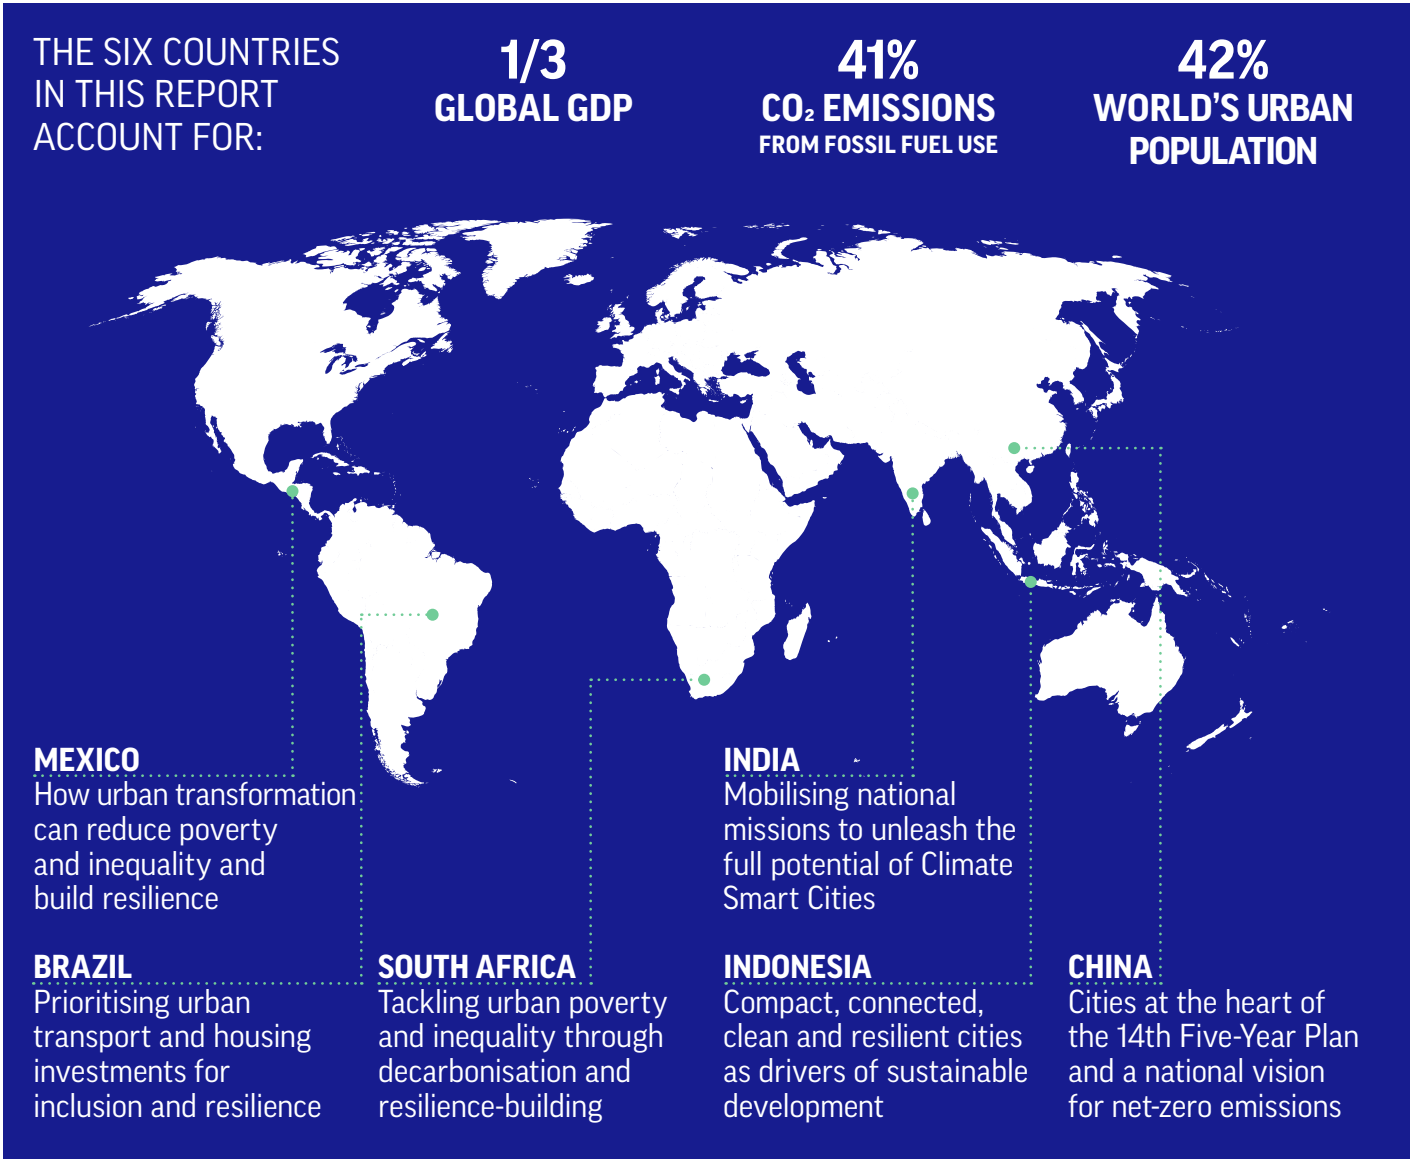 THE SIX COUNTRIES
IN THIS REPORT
ACCOUNT FOR:
1/3
GLOBAL GDP
41%
CO₂ EMISSIONS
FROM FOSSIL FUEL USE
42%
WORLD'S URBAN
POPULATION
MEXICO
How urban transformation
can reduce poverty
and inequality and
build resilience
INDIA
Mobilising national
missions to unleash the
full potential of Climate
Smart Cities
BRAZIL
Prioritising urban
transport and housing
investments for
inclusion and resilience
SOUTH AFRICA
Tackling urban poverty
and inequality through
decarbonisation and
resilience-building
INDONESIA
Compact, connected,
clean and resilient cities
as drivers of sustainable
development
CHINA
Cities at the heart of
the 14th Five-Year Plan
and a national vision
for net-zero emissions